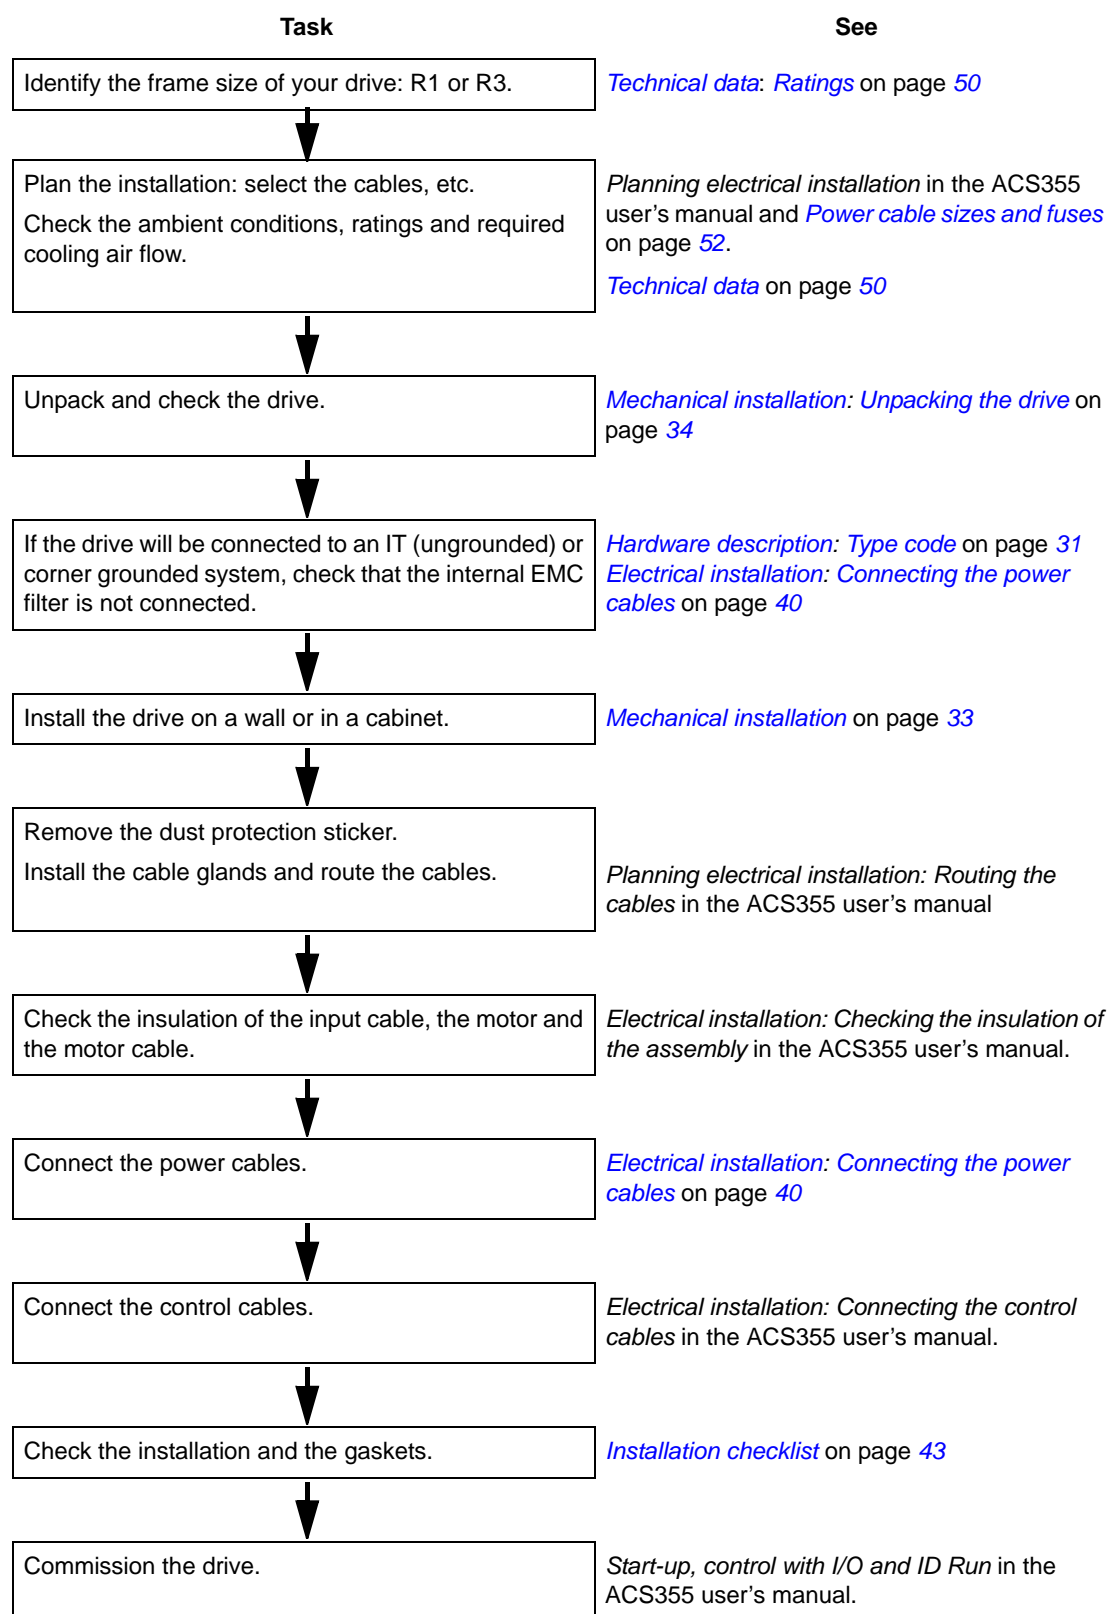 Task
See
Identify the frame size of your drive: R1 or R3.
Technical data: Ratings on page 50
Plan the installation: select the cables, etc.
Check the ambient conditions, ratings and required
cooling air flow.
Planning electrical installation in the ACS355
user's manual and Power cable sizes and fuses
on page 52.
Technical data on page 50
Unpack and check the drive.
Mechanical installation: Unpacking the drive on
page 34
If the drive will be connected to an IT (ungrounded) or
corner grounded system, check that the internal EMC
filter is not connected.
Hardware description: Type code on page 31
Electrical installation: Connecting the power
cables on page 40
Install the drive on a wall or in a cabinet.
Mechanical installation on page 33
Remove the dust protection sticker.
Install the cable glands and route the cables.
Planning electrical installation: Routing the
cables in the ACS355 user's manual
Check the insulation of the input cable, the motor and
the motor cable.
Electrical installation: Checking the insulation of
the assembly in the ACS355 user's manual.
Connect the power cables.
Electrical installation: Connecting the power
cables on page 40
Connect the control cables.
Electrical installation: Connecting the control
cables in the ACS355 user's manual.
Check the installation and the gaskets.
Installation checklist on page 43
Commission the drive.
Start-up, control with I/O and ID Run in the
ACS355 user's manual.